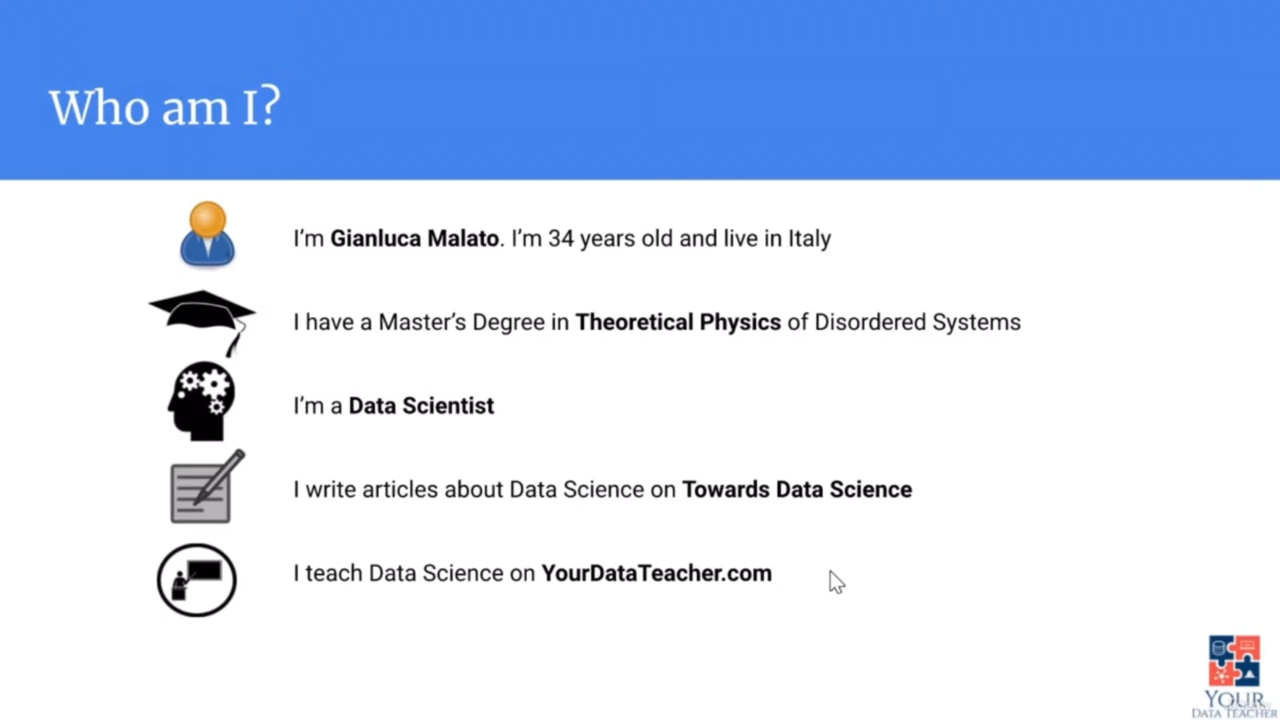 Who am I?
I'm Gianluca Malato. I'm 34 years old and live in Italy
I have a Master's Degree in Theoretical Physics of Disordered Systems
I'm a Data Scientist
I write articles about Data Science on Towards Data Science
I teach Data Science on YourDataTeacher.com
YOUR
DATA TEACHER